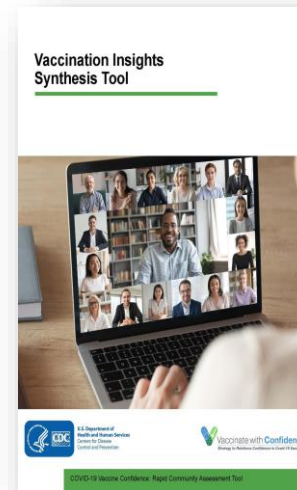 Vaccination Insights
Synthesis Tool
CDC
U.S. Department of
Health and Human Services
Centers for Disease
Control and Prevention
Vaccinate with
COVID-19 Vaccine Confidence: Rapid Community Assessment Tool